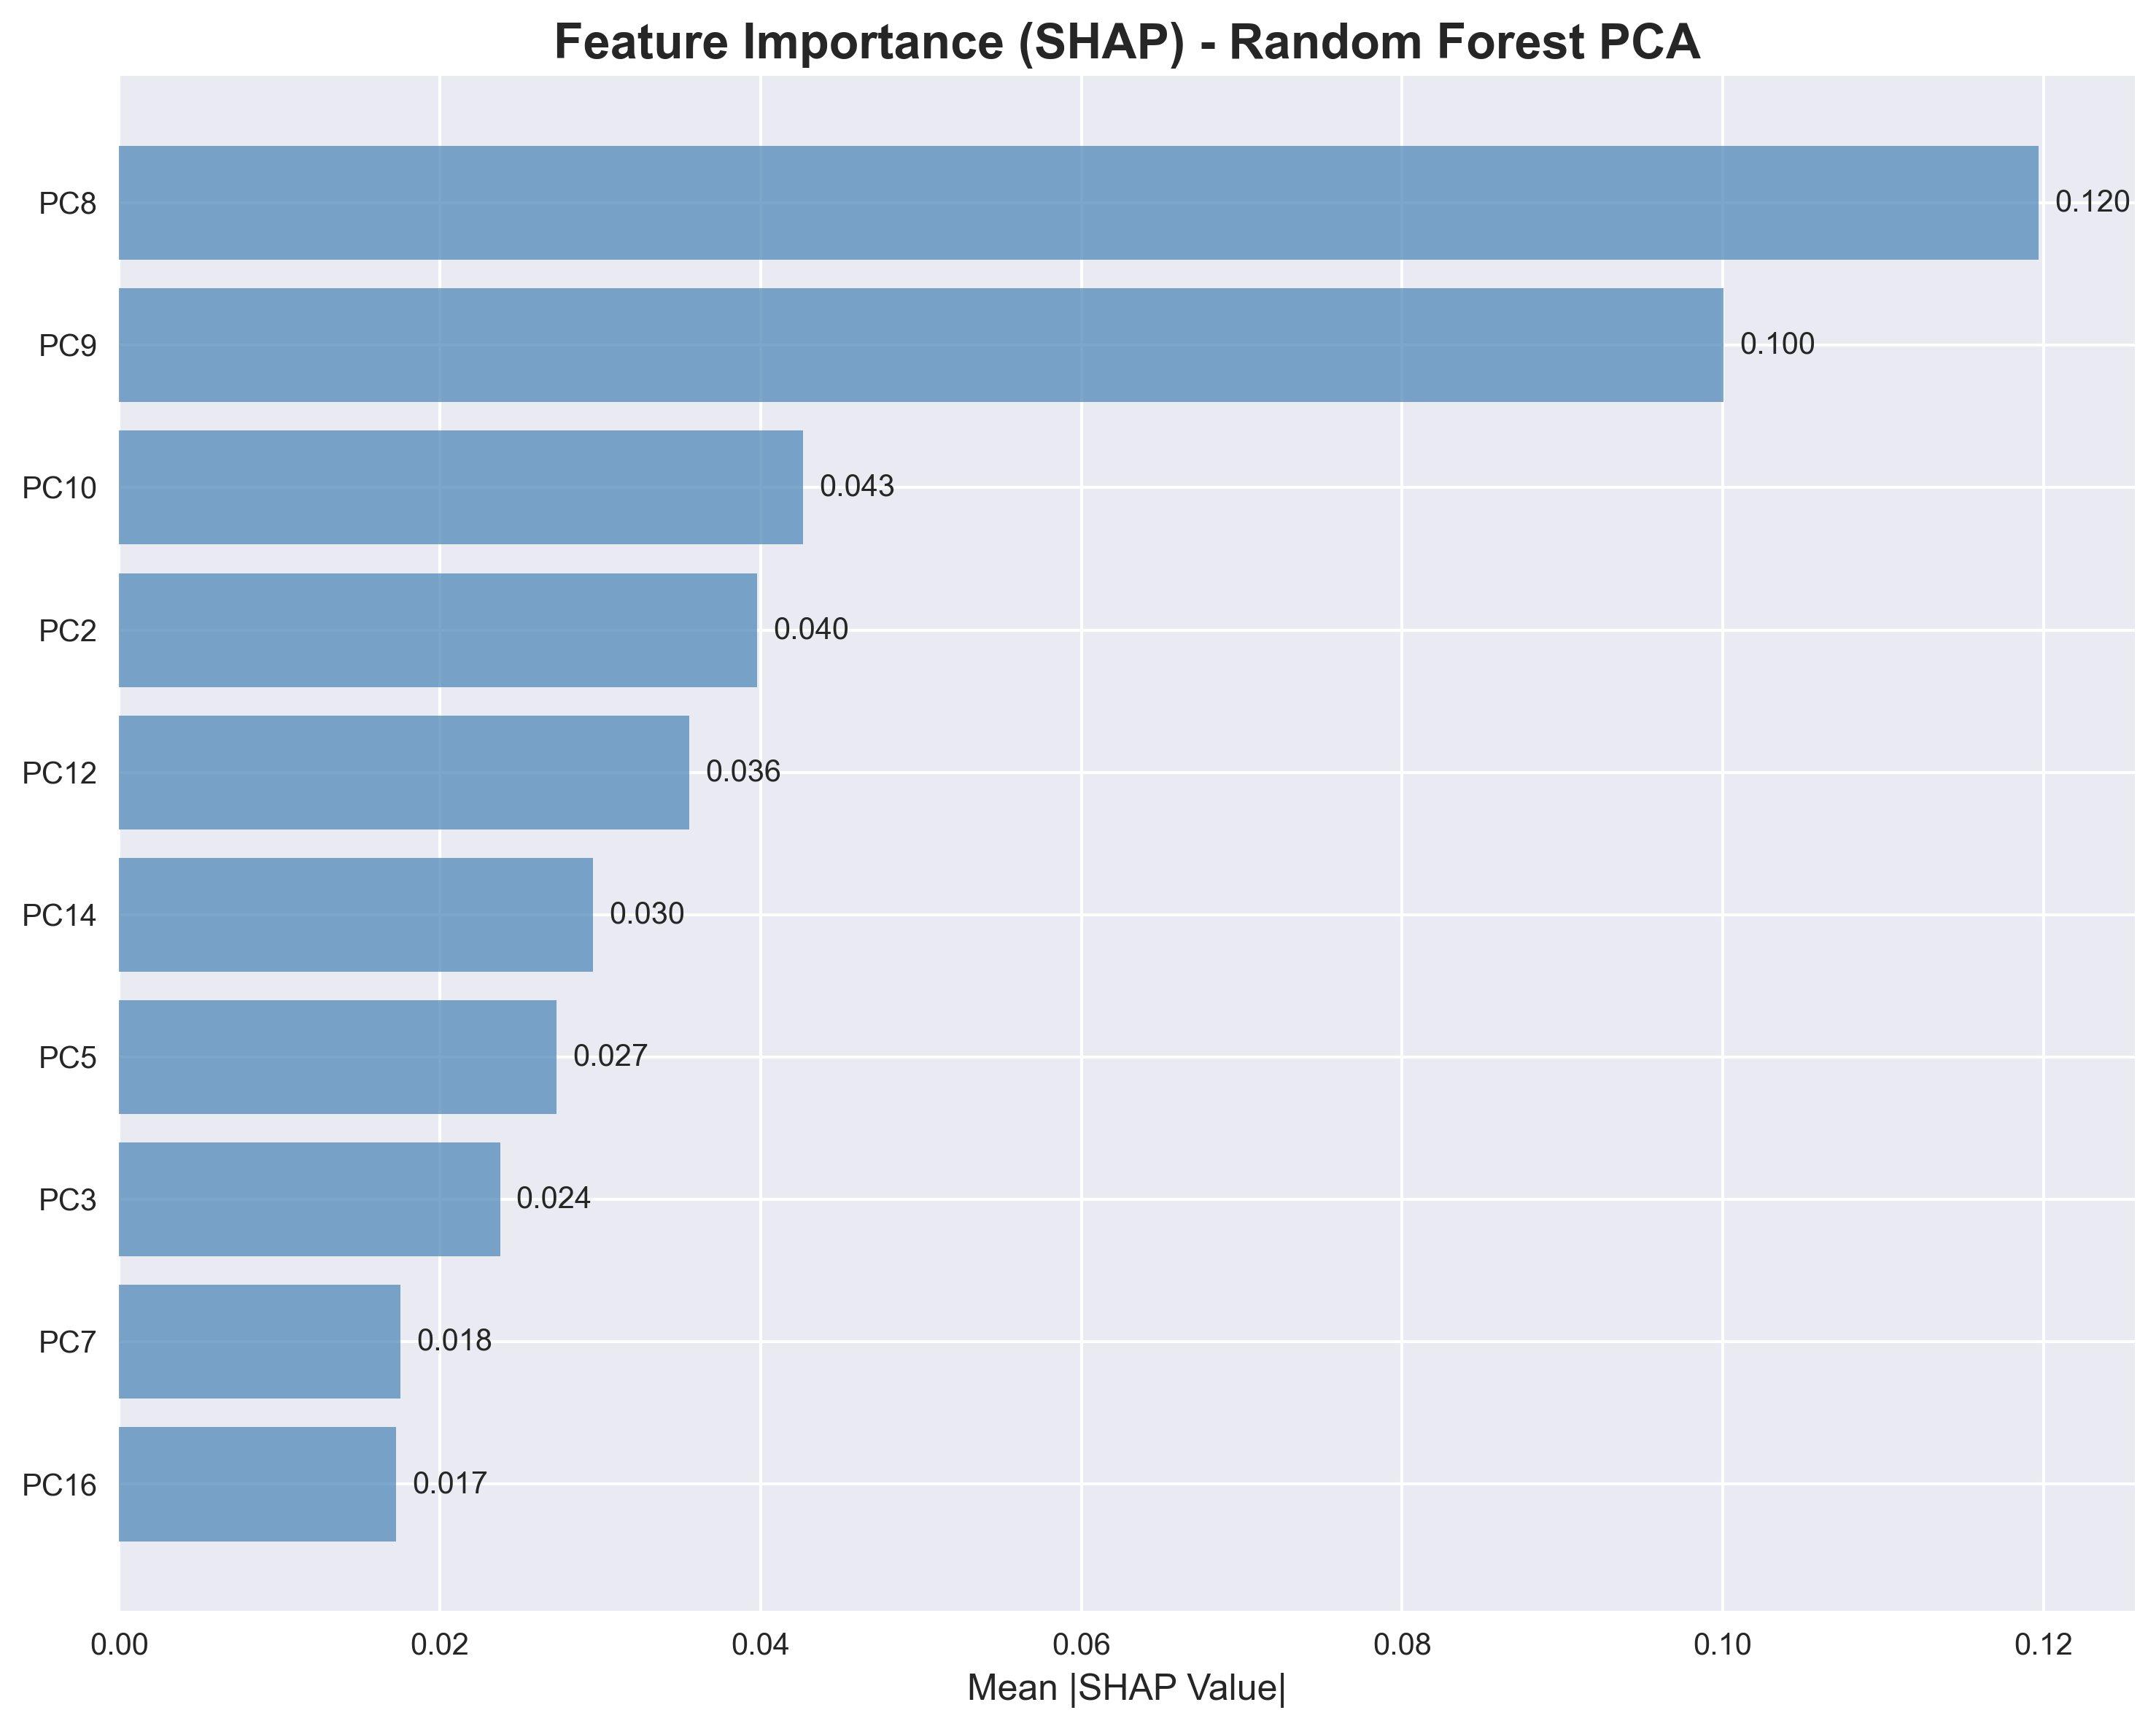 Feature Importance (SHAP) - Random Forest PCA
PC8 0.120
PC9 0.100
PC10 0.043
PC2 0.040
PC12 0.036
PC14 0.030
PC5 0.027
PC3 0.024
PC7 0.018
PC16 0.017
0.00 0.02 0.04 0.06 0.08 0.10 0.12
Mean |SHAP Value|